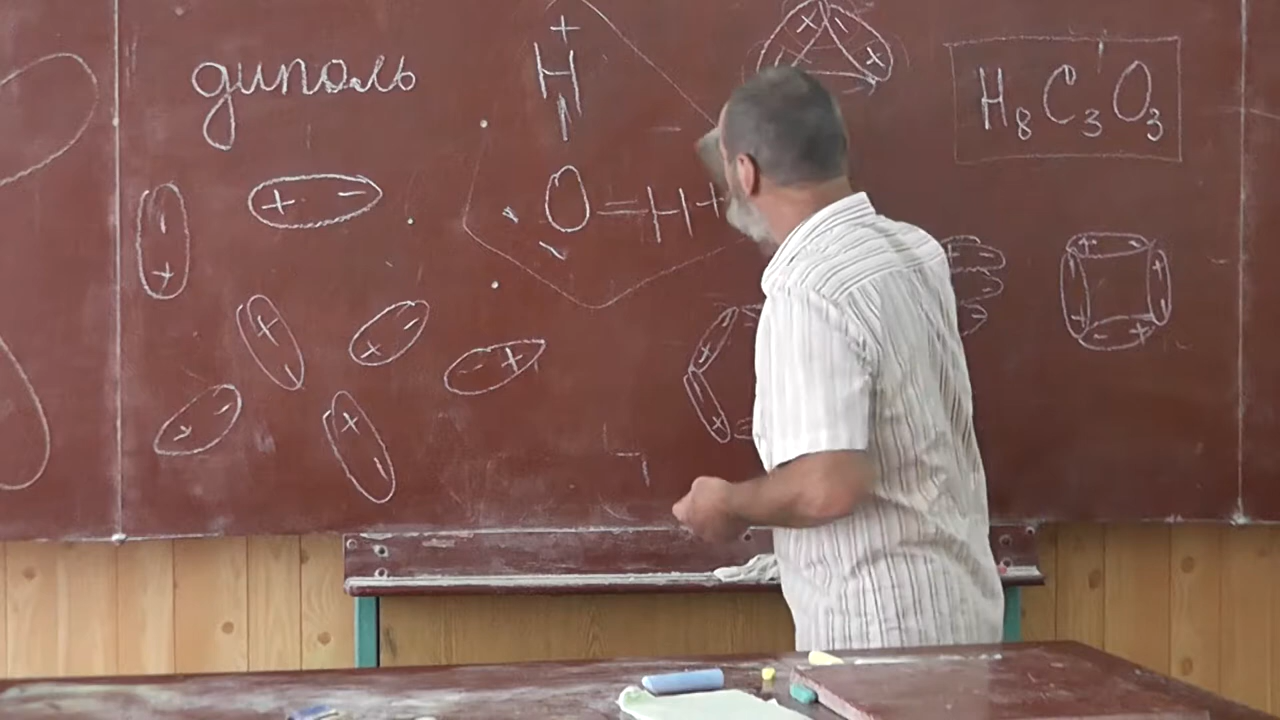 диполь
+
H
O = H +
H₈C₃O₃
+ -